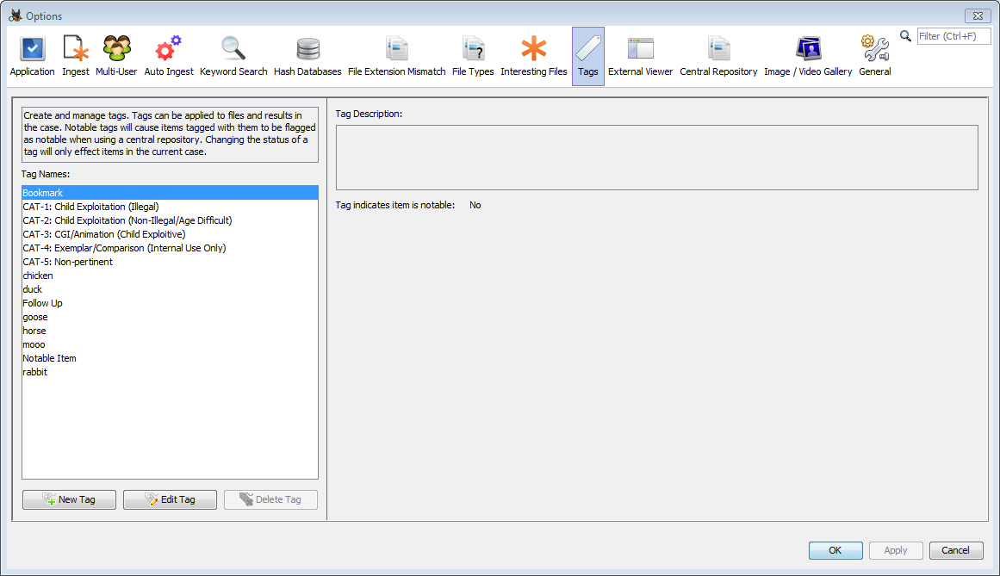 Options
Filter (Ctrl+F)
Application Ingest Multi-User Auto Ingest Keyword Search Hash Databases File Extension Mismatch File Types Interesting Files Tags External Viewer Central Repository Image / Video Gallery General
Create and manage tags. Tags can be applied to files and results in
the case. Notable tags will cause items tagged with them to be flagged
as notable when using a central repository. Changing the status of a
tag will only effect items in the current case.
Tag Names:
Bookmark
CAT-1: Child Exploitation (Illegal)
CAT-2: Child Exploitation (Non-Illegal/Age Difficult)
CAT-3: CGI/Animation (Child Exploitive)
CAT-4: Exemplar/Comparison (Internal Use Only)
CAT-5: Non-pertinent
chicken
duck
Follow Up
goose
horse
mooo
Notable Item
rabbit
New Tag Edit Tag Delete Tag
Tag Description:
Tag indicates item is notable: No
OK Apply Cancel